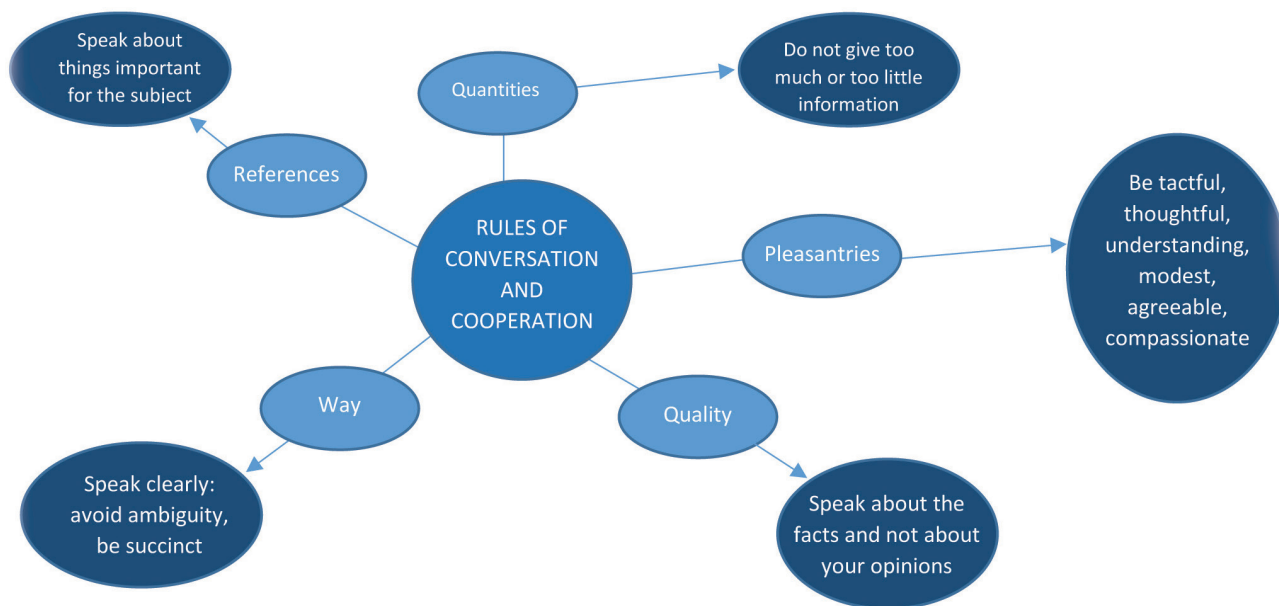 Speak about
things important
for the subject
References
Quantities
Do not give too
much or too little
information
RULES OF
CONVERSATION
AND
COOPERATION
Pleasantries
Be tactful,
thoughtful,
understanding,
modest,
agreeable,
compassionate
Way
Speak clearly:
avoid ambiguity,
be succinct
Quality
Speak about the
facts and not about
your opinions